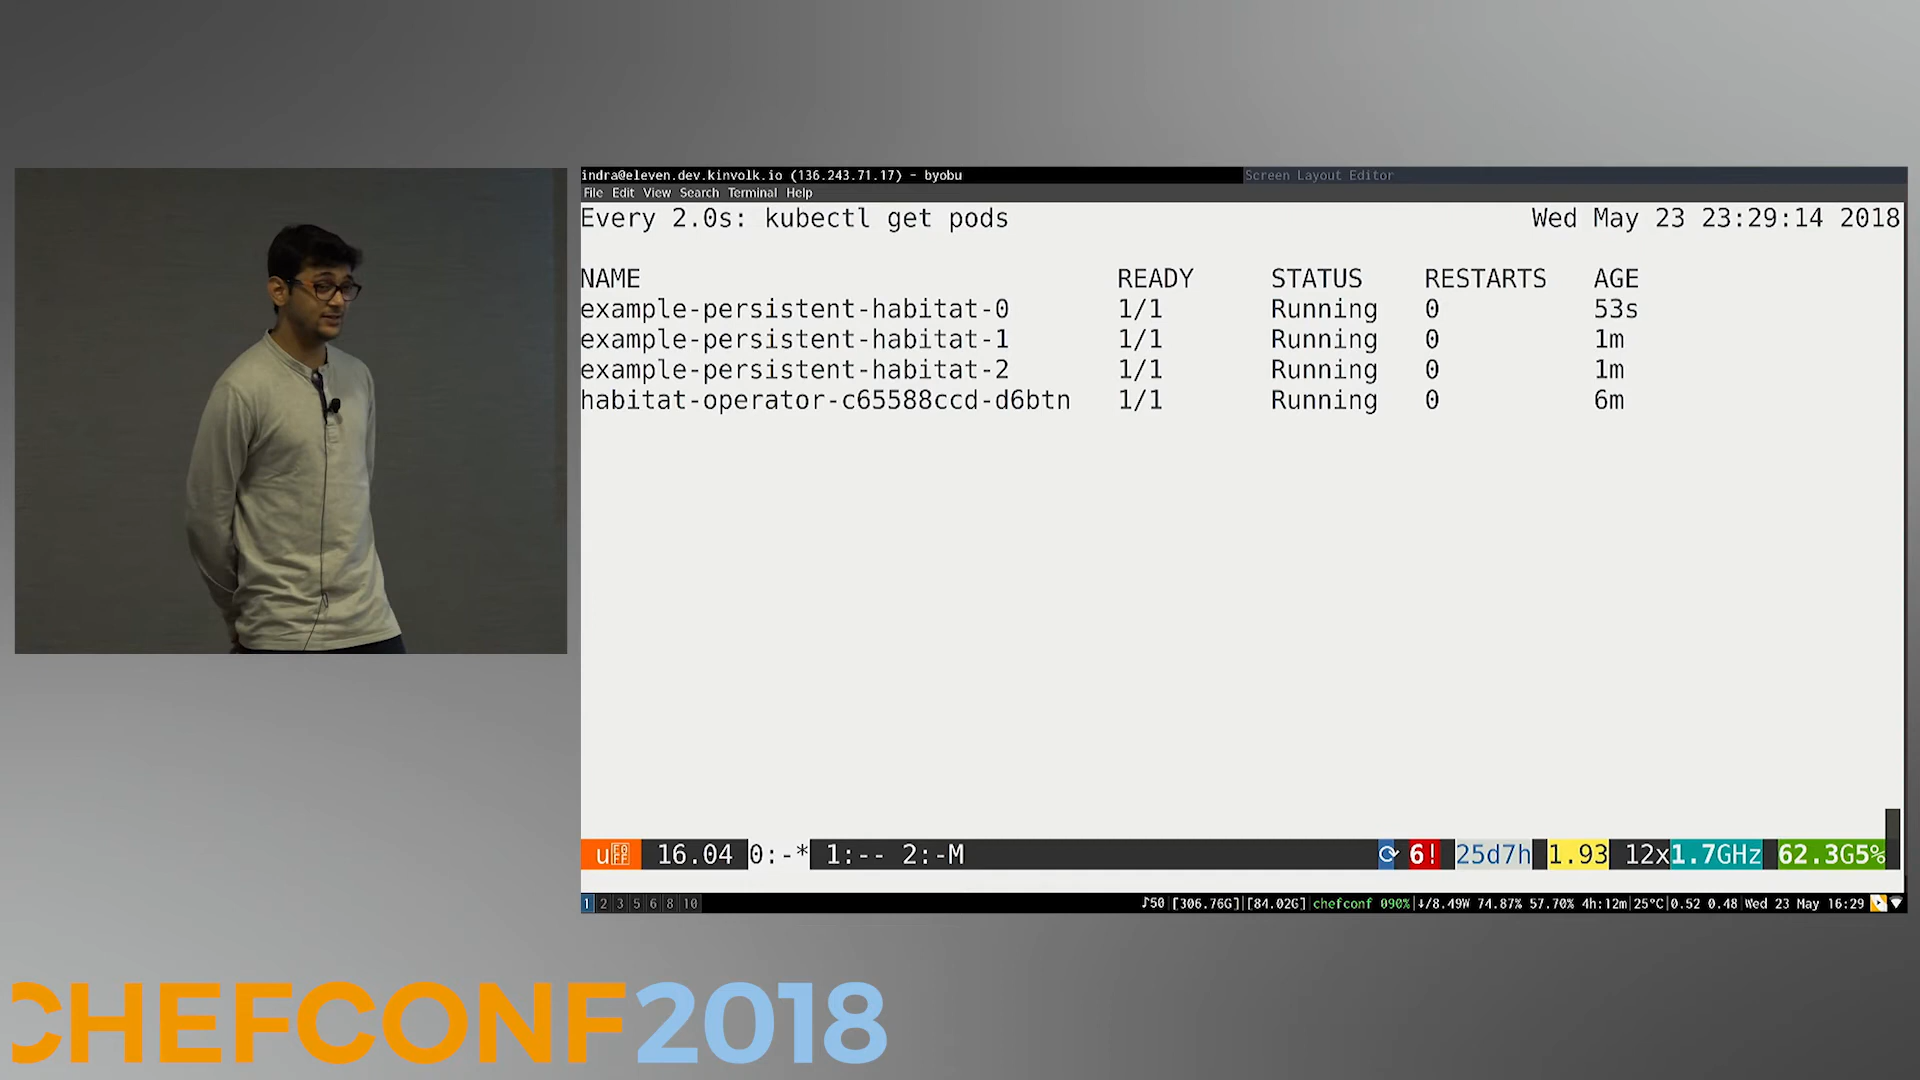 indra@eleven.dev.kinvolk.io (136.243.71.17) - byobu
Screen Layout Editor
File Edit View Search Terminal Help
Every 2.0s: kubectl get pods Wed May 23 23:29:14 2018
NAME READY STATUS RESTARTS AGE
example-persistent-habitat-0 1/1 Running 0 53s
example-persistent-habitat-1 1/1 Running 0 1m
example-persistent-habitat-2 1/1 Running 0 1m
habitat-operator-c65588ccd-d6btn 1/1 Running 0 6m
u 16.04 0:-* 1:-- 2:-M 6! 25d7h 1.93 12x1.7GHz 62.3G5%
1 2 3 5 6 8 10 ♪50 [306.76G]|[84.02G]|chefconf 090%|↓/8.49W 74.87% 57.70% 4h:12m|25°C|0.52 0.48|Wed 23 May 16:29
CHEFCONF2018